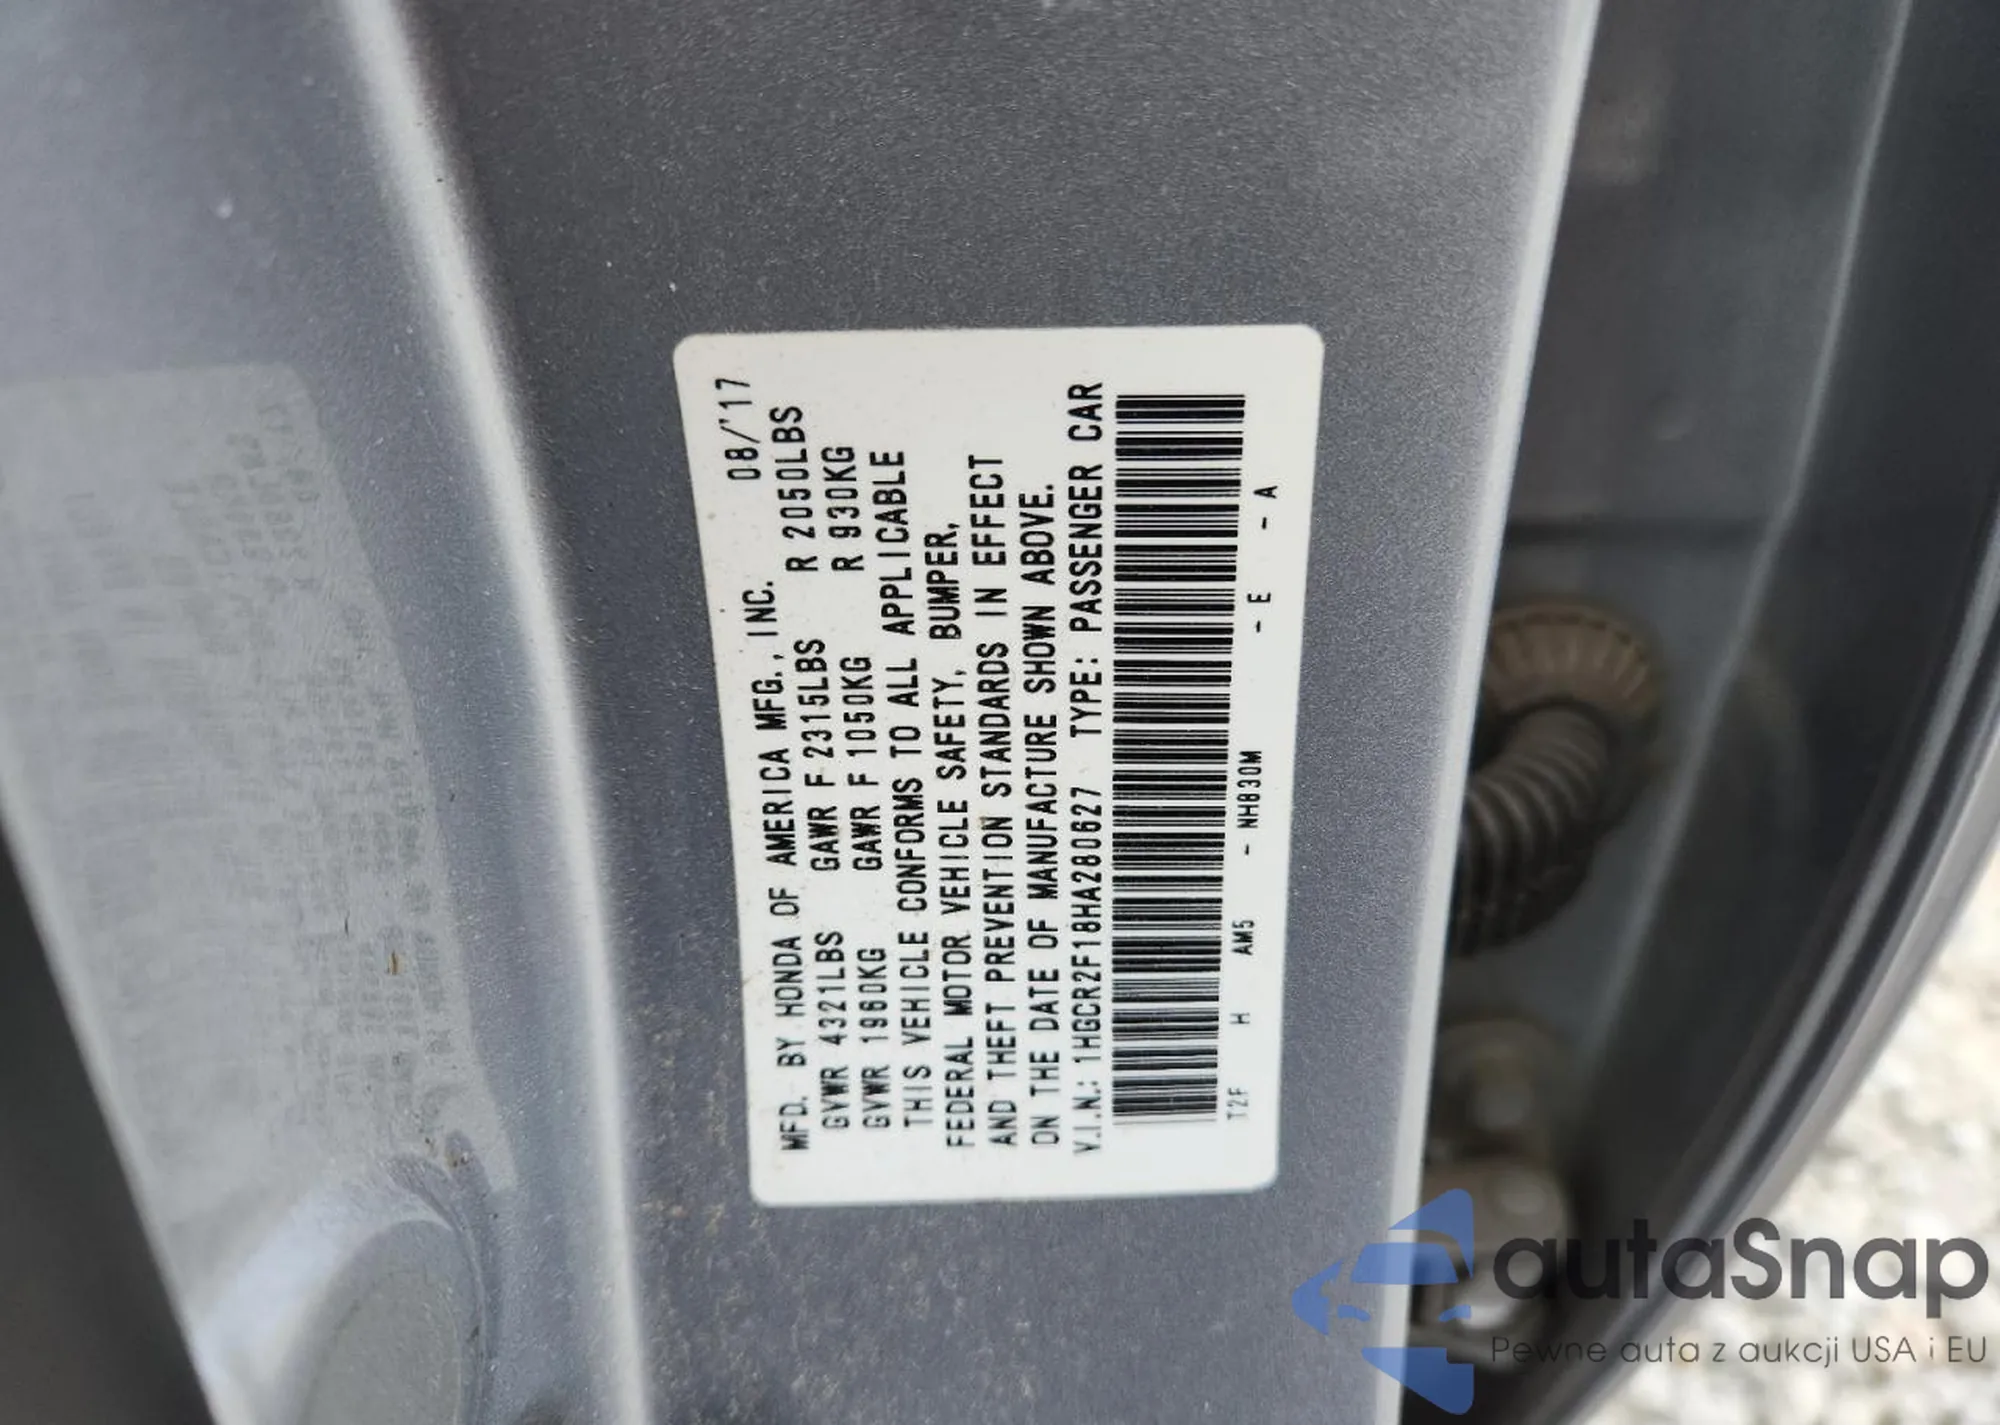 08/'17
MFD. BY HONDA OF AMERICA MFG., INC.
GVWR 4321LBS GAWR F 2315LBS R 2050LBS
GVWR 1960KG GAWR F 1050KG R 930KG
THIS VEHICLE CONFORMS TO ALL APPLICABLE
FEDERAL MOTOR VEHICLE SAFETY, BUMPER,
AND THEFT PREVENTION STANDARDS IN EFFECT
ON THE DATE OF MANUFACTURE SHOWN ABOVE.
V.I.N.: 1HGCR2F18HA280627 TYPE: PASSENGER CAR
T2F H AM5 - NH830M - E - A
autaSnap
Pewne auta z aukcji USA i EU